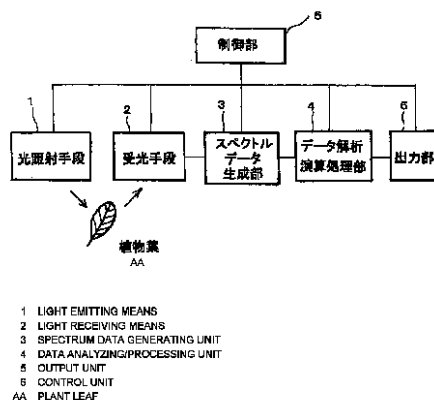 6
制御部
1
2
3
4
5
光照射手段
受光手段
スペクトル
データ
生成部
データ解析
演算処理部
出力部
植物葉
AA
1 LIGHT EMITTING MEANS
2 LIGHT RECEIVING MEANS
3 SPECTRUM DATA GENERATING UNIT
4 DATA ANALYZING/PROCESSING UNIT
5 OUTPUT UNIT
6 CONTROL UNIT
AA PLANT LEAF